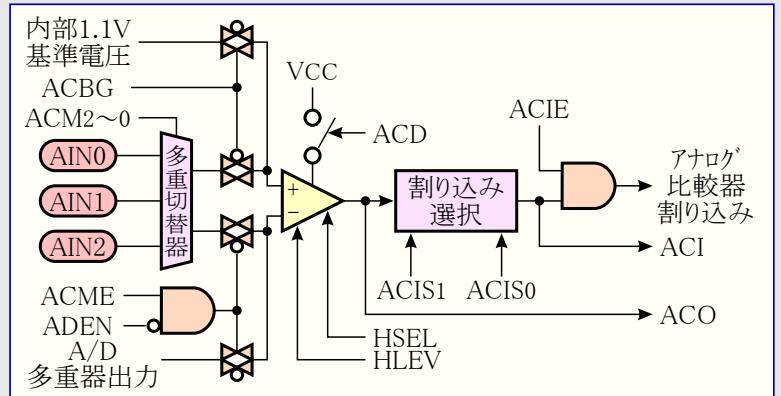 内部1.1V
基準電圧
ACBG
ACM2～0
AIN0
AIN1
AIN2
多重切替器
ACME
ADEN
A/D
多重器出力
VCC
ACD
+
−
HSEL
HLEV
割り込み
選択
ACIS1
ACIS0
ACIE
アナログ
比較器
割り込み
ACI
ACO